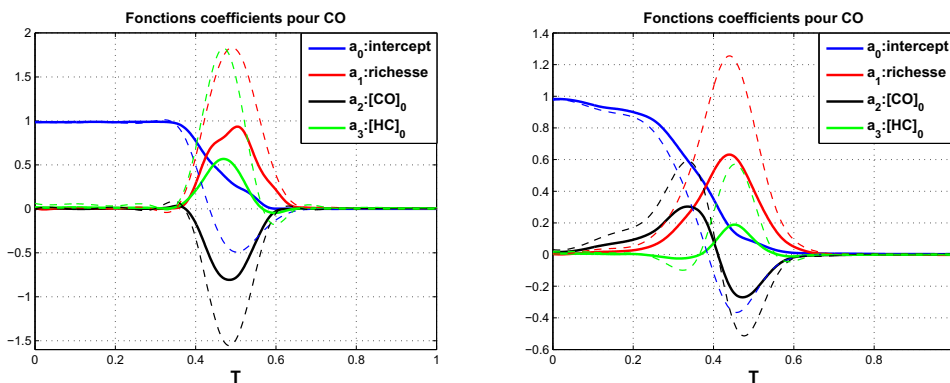 Fonctions coefficients pour CO
2
1.5
1
0.5
0
−0.5
−1
−1.5
0 0.2 0.4 0.6 0.8 1
T
a0:intercept
a1:richesse
a2:[CO]0
a3:[HC]0
Fonctions coefficients pour CO
1.4
1.2
1
0.8
0.6
0.4
0.2
0
−0.2
−0.4
−0.6
0 0.2 0.4 0.6 0.8
T
a0:intercept
a1:richesse
a2:[CO]0
a3:[HC]0